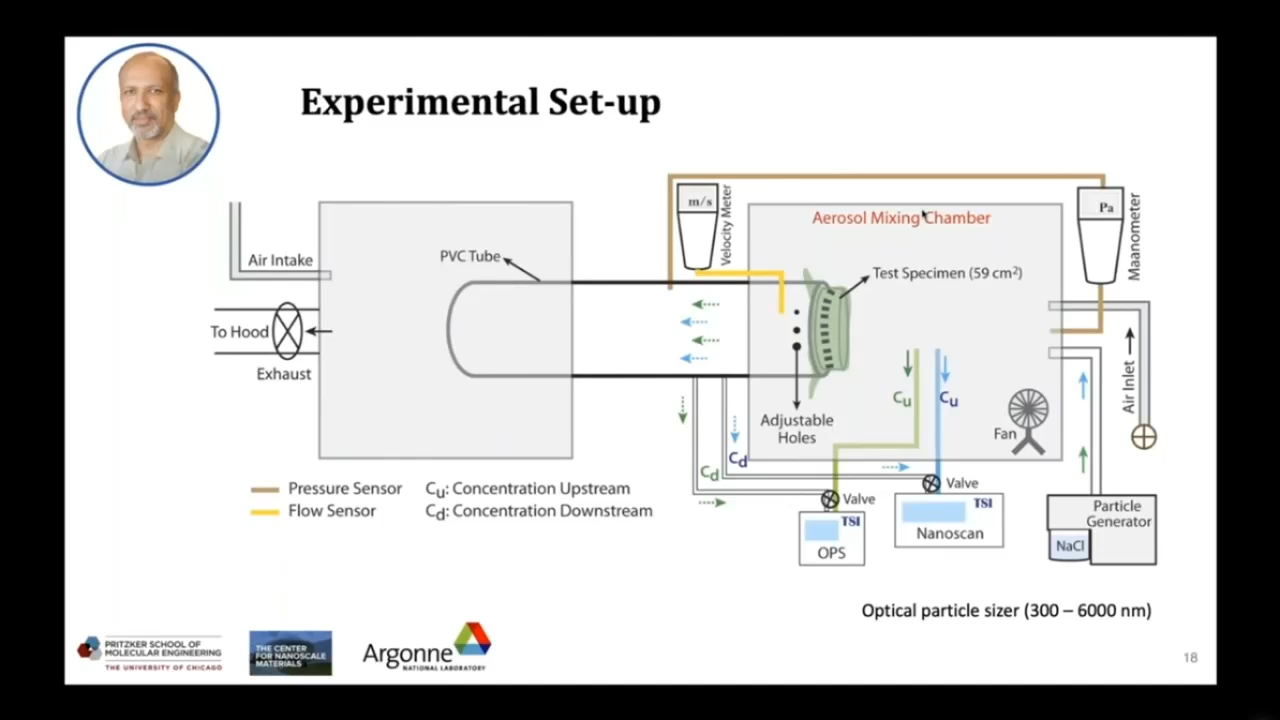 Experimental Set-up
m/s
Velocity Meter
Aerosol Mixing Chamber
Pa
Maanometer
Air Intake
PVC Tube
Test Specimen (59 cm²)
To Hood
Exhaust
Air Inlet
Cu
Cu
Adjustable
Holes
Fan
Cd
Cd
Valve
Valve
Pressure Sensor
Cu: Concentration Upstream
Flow Sensor
Cd: Concentration Downstream
TSI
OPS
TSI
Nanoscan
Particle
Generator
NaCl
Optical particle sizer (300 – 6000 nm)
PRITZKER SCHOOL OF
MOLECULAR ENGINEERING
THE UNIVERSITY OF CHICAGO
THE CENTER
FOR NANOSCALE
MATERIALS
Argonne
NATIONAL LABORATORY
18